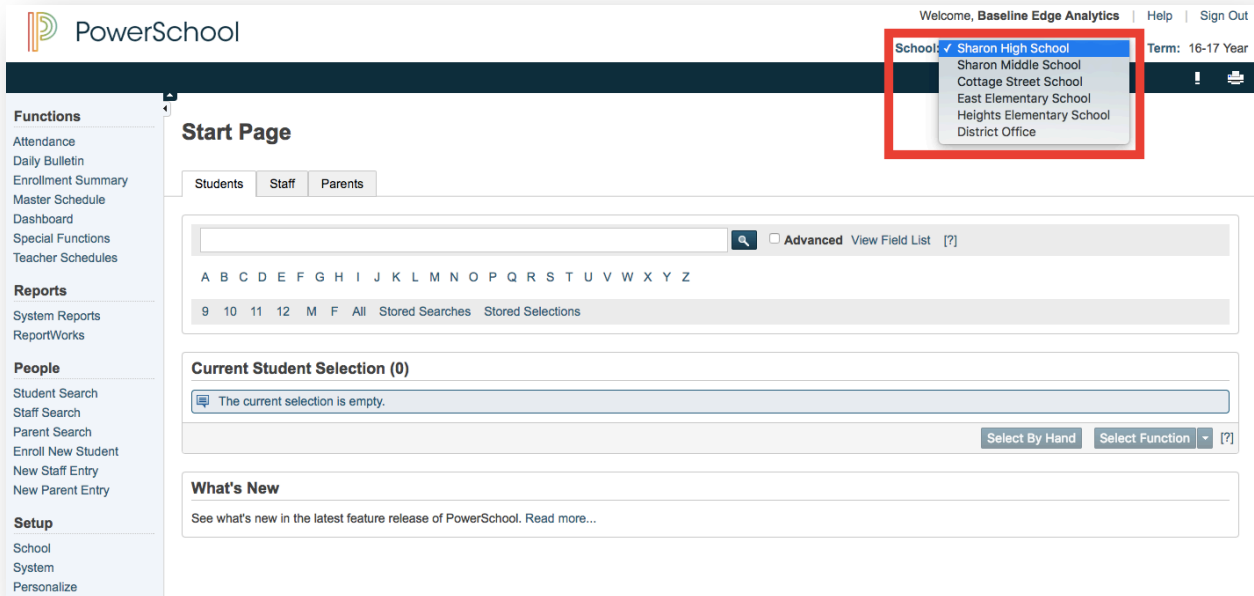 PowerSchool
Welcome, Baseline Edge Analytics | Help | Sign Out
School: ✓ Sharon High School Term: 16-17 Year
Sharon Middle School
Cottage Street School
East Elementary School
Heights Elementary School
District Office
!
Functions
Attendance
Daily Bulletin
Enrollment Summary
Master Schedule
Dashboard
Special Functions
Teacher Schedules
Reports
System Reports
ReportWorks
People
Student Search
Staff Search
Parent Search
Enroll New Student
New Staff Entry
New Parent Entry
Setup
School
System
Personalize
Start Page
Students Staff Parents
Advanced View Field List [?]
A B C D E F G H I J K L M N O P Q R S T U V W X Y Z
9 10 11 12 M F All Stored Searches Stored Selections
Current Student Selection (0)
The current selection is empty.
Select By Hand Select Function [?]
What's New
See what's new in the latest feature release of PowerSchool. Read more...